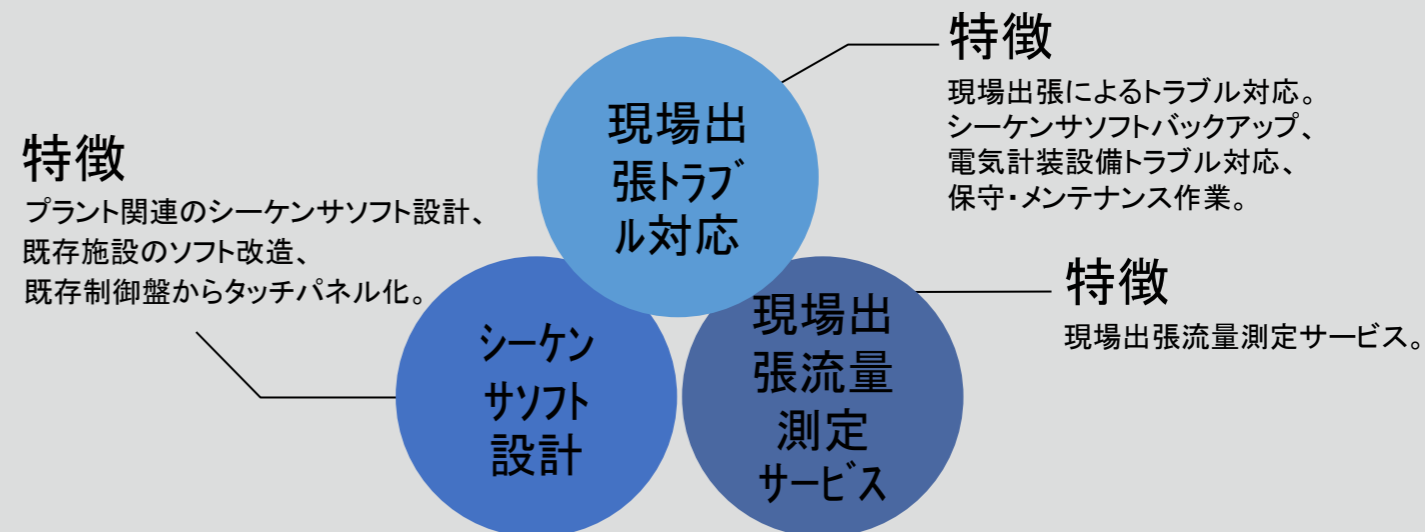 特徴
現場出張によるトラブル対応。
シーケンサソフトバックアップ、
電気計装設備トラブル対応、
保守・メンテナンス作業。
現場出
張ﾄﾗﾌﾞ
ﾙ対応
特徴
プラント関連のシーケンサソフト設計、
既存施設のソフト改造、
既存制御盤からタッチパネル化。
ｼｰｹﾝ
ｻｿﾌﾄ
設計
現場出
張流量
測定
ｻｰﾋﾞｽ
特徴
現場出張流量測定サービス。